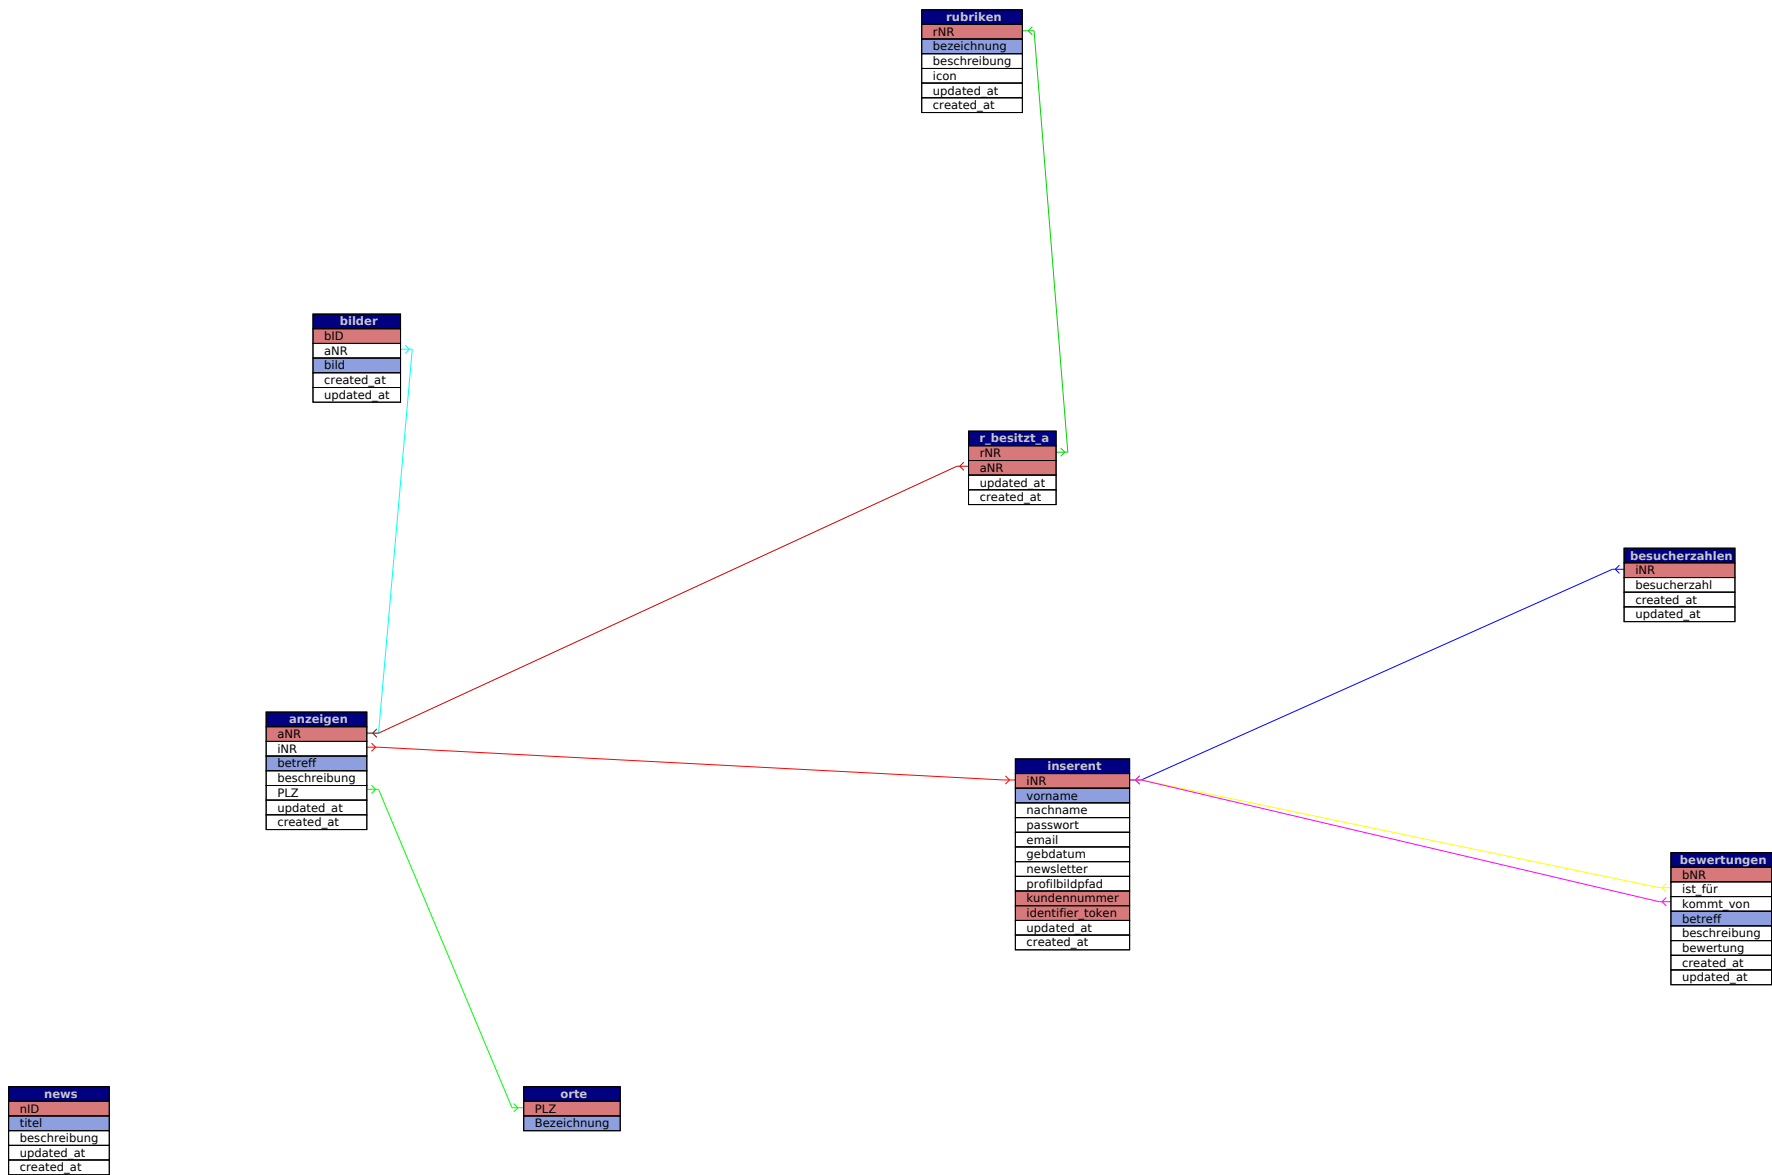 rubriken
rNR
bezeichnung
beschreibung
icon
updated_at
created_at
bilder
bID
aNR
bild
created_at
updated_at
r_besitzt_a
rNR
aNR
updated_at
created_at
besucherzahlen
iNR
besucherzahl
created_at
updated_at
anzeigen
aNR
iNR
betreff
beschreibung
PLZ
updated_at
created_at
inserent
iNR
vorname
nachname
passwort
email
gebdatum
newsletter
profilbildpfad
kundennummer
identifier_token
updated_at
created_at
bewertungen
bNR
ist_für
kommt_von
betreff
beschreibung
bewertung
created_at
updated_at
news
nID
titel
beschreibung
updated_at
created_at
orte
PLZ
Bezeichnung